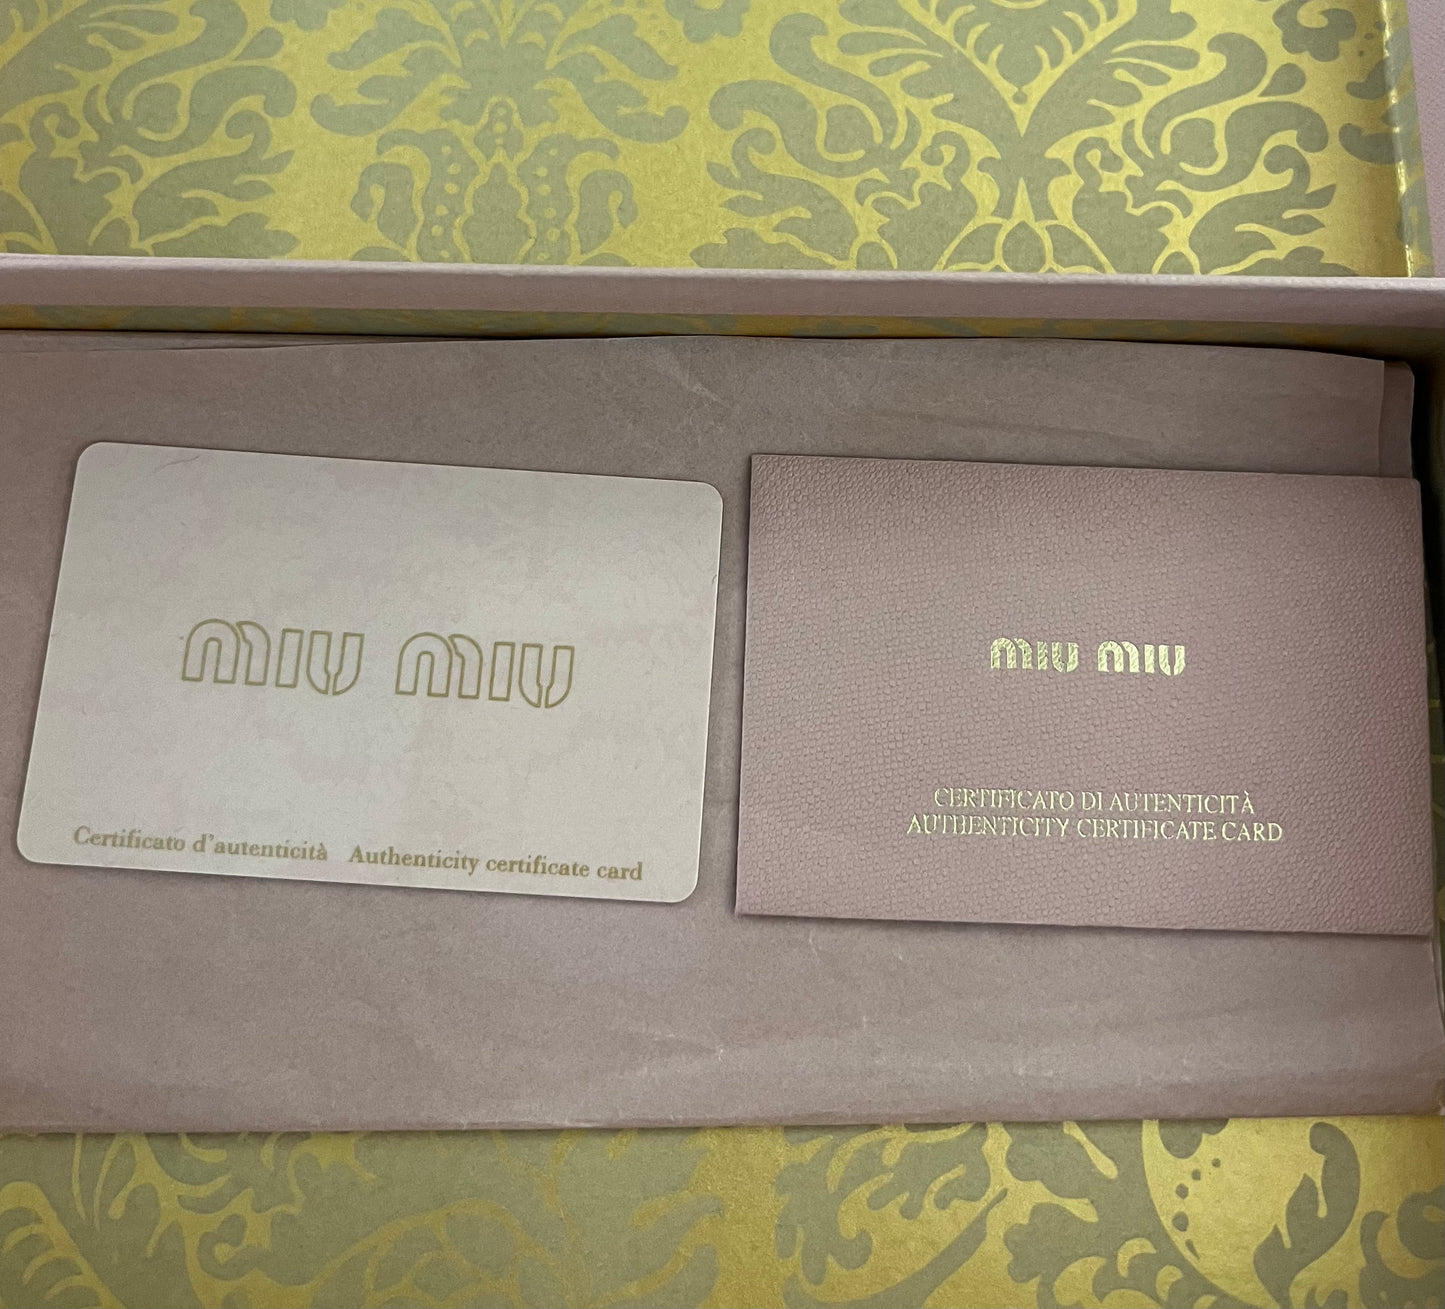 miu miu
Certificato d'autenticità Authenticity certificate card
miu miu
CERTIFICATO DI AUTENTICITÀ
AUTHENTICITY CERTIFICATE CARD